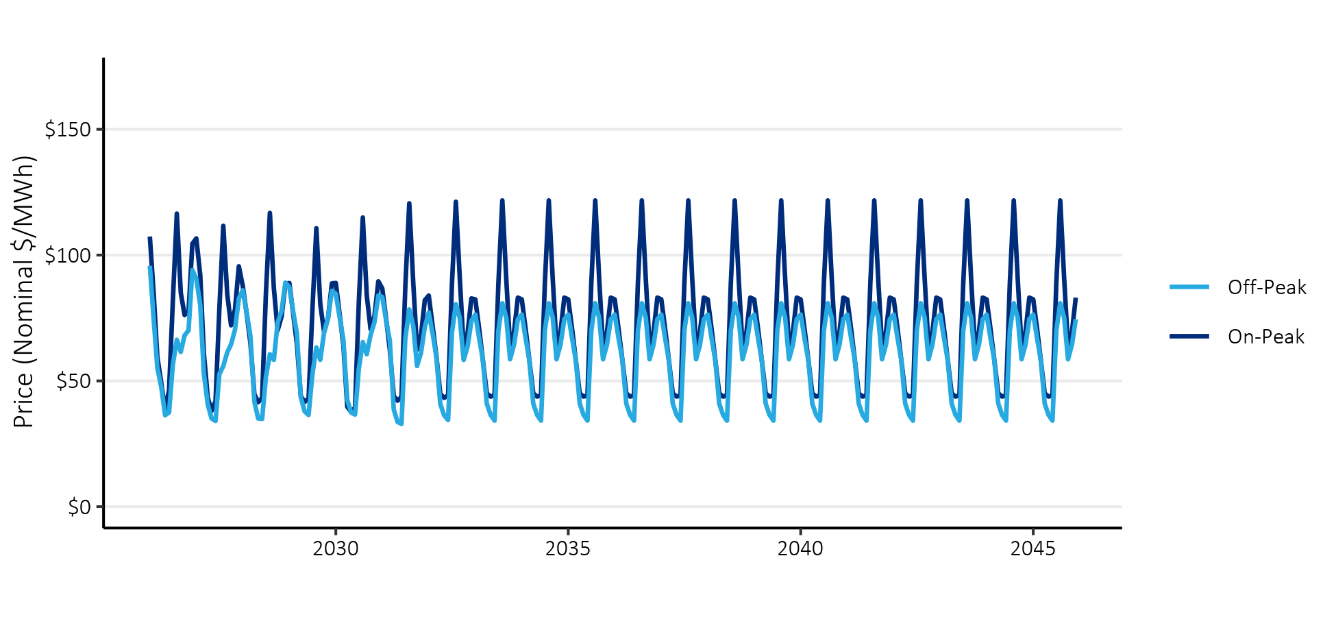 Price (Nominal $/MWh)
$150
$100
$50
$0
2030 2035 2040 2045
Off-Peak
On-Peak